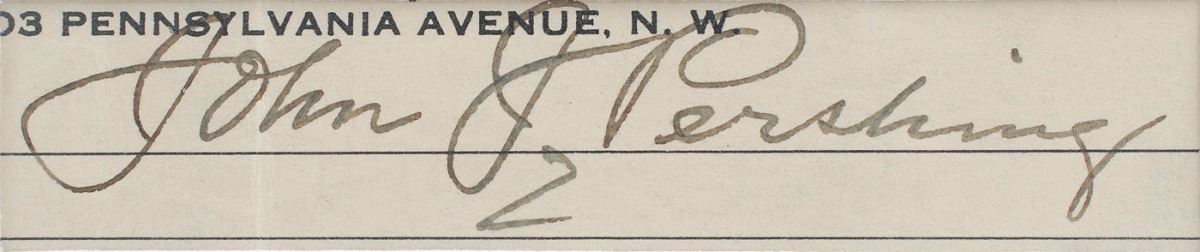 03 PENNSYLVANIA AVENUE, N. W.
John J Pershing